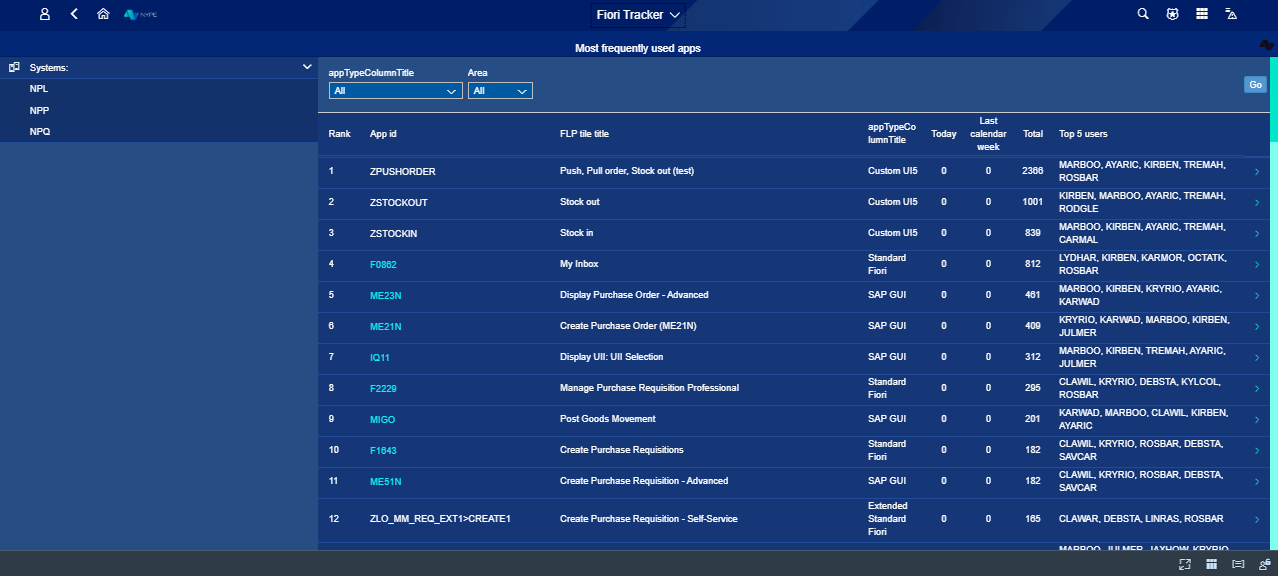 NYPE
Fiori Tracker
Most frequently used apps
Systems:
NPL
NPP
NPQ
appTypeColumnTitle Area
All All
Go
Rank App id FLP tile title appTypeCo
lumnTitle Today Last
calendar
week Total Top 5 users
1 ZPUSHORDER Push, Pull order, Stock out (test) Custom UI5 0 0 2366 MARBOO, AYARIC, KIRBEN, TREMAH,
ROSBAR
2 ZSTOCKOUT Stock out Custom UI5 0 0 1001 KIRBEN, MARBOO, AYARIC, TREMAH,
RODGLE
3 ZSTOCKIN Stock in Custom UI5 0 0 839 MARBOO, KIRBEN, AYARIC, TREMAH,
CARMAL
4 F0862 My Inbox Standard
Fiori 0 0 812 LYDHAR, KIRBEN, KARMOR, OCTATK,
ROSBAR
5 ME23N Display Purchase Order - Advanced SAP GUI 0 0 461 MARBOO, KIRBEN, KRYRIO, AYARIC,
KARWAD
6 ME21N Create Purchase Order (ME21N) SAP GUI 0 0 409 KRYRIO, KARWAD, MARBOO, KIRBEN,
JULMER
7 IQ11 Display UII: UII Selection SAP GUI 0 0 312 MARBOO, KIRBEN, TREMAH, AYARIC,
JULMER
8 F2229 Manage Purchase Requisition Professional Standard
Fiori 0 0 295 CLAWIL, KRYRIO, DEBSTA, KYLCOL,
ROSBAR
9 MIGO Post Goods Movement SAP GUI 0 0 201 KARWAD, MARBOO, CLAWIL, KIRBEN,
AYARIC
10 F1643 Create Purchase Requisitions Standard
Fiori 0 0 182 CLAWIL, KRYRIO, ROSBAR, DEBSTA,
SAVCAR
11 ME51N Create Purchase Requisition - Advanced SAP GUI 0 0 182 CLAWIL, KRYRIO, ROSBAR, DEBSTA,
SAVCAR
12 ZLO_MM_REQ_EXT1>CREATE1 Create Purchase Requisition - Self-Service Extended
Standard
Fiori 0 0 165 CLAWAR, DEBSTA, LINRAS, ROSBAR
MARBOO, JULMER, JAYHOW, KRYRIO